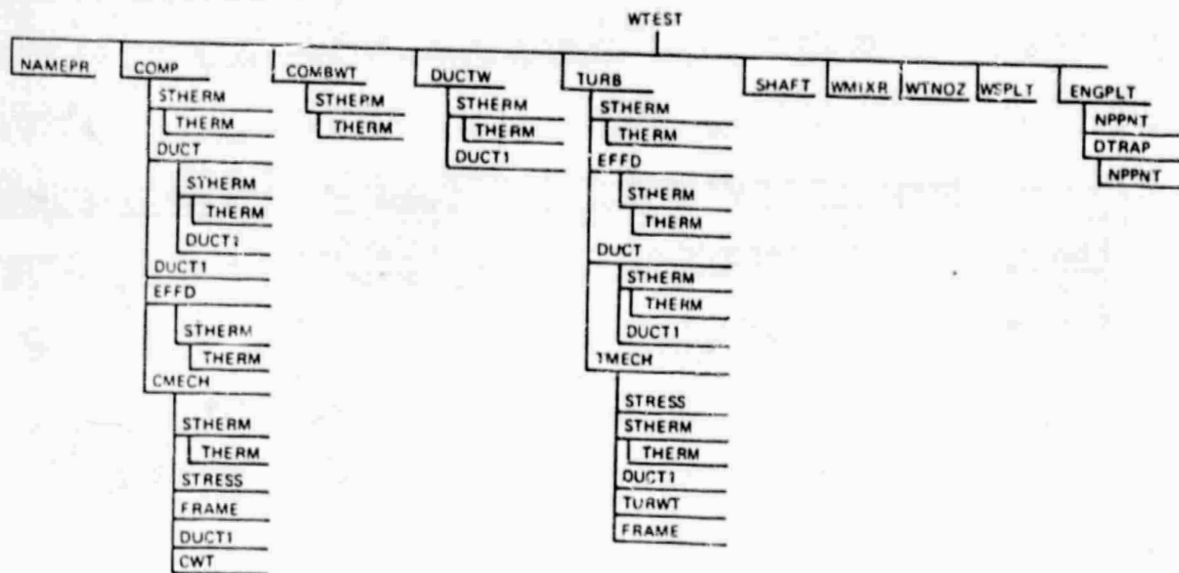 WTEST
NAMEPR
COMP
STHERM
THERM
DUCT
STHERM
THERM
DUCT1
DUCT1
EFFD
STHERM
THERM
CMECH
STHERM
THERM
STRESS
FRAME
DUCT1
CWT
COMBWT
STHERM
THERM
DUCTW
STHERM
THERM
DUCT1
TURB
STHERM
THERM
EFFD
STHERM
THERM
DUCT
STHERM
THERM
DUCT1
TMECH
STRESS
STHERM
THERM
DUCT1
TURWT
FRAME
SHAFT
WMIXR
WTNOZ
WSPLT
ENGPLT
NPPNT
DTRAP
NPPNT